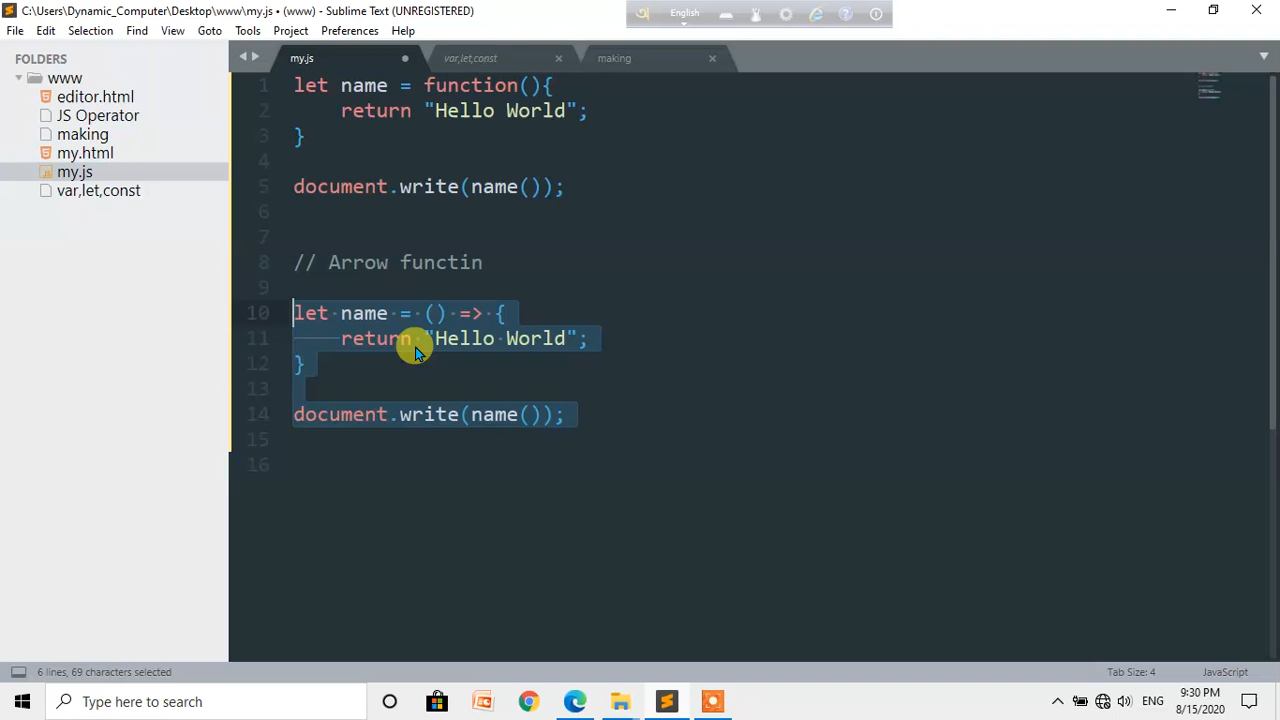 C:\Users\Dynamic_Computer\Desktop\www\my.js • (www) - Sublime Text (UNREGISTERED)
English
File Edit Selection Find View Goto Tools Project Preferences Help
FOLDERS
www
editor.html
JS Operator
making
my.html
my.js
var,let,const
my.js var,let,const making
1 let name = function(){
2 return "Hello World";
3 }
4
5 document.write(name());
6
7
8 // Arrow functin
9
10 let name = () => {
11 return "Hello World";
12 }
13
14 document.write(name());
15
16
6 lines, 69 characters selected Tab Size: 4 JavaScript
Type here to search
ENG
9:30 PM
8/15/2020